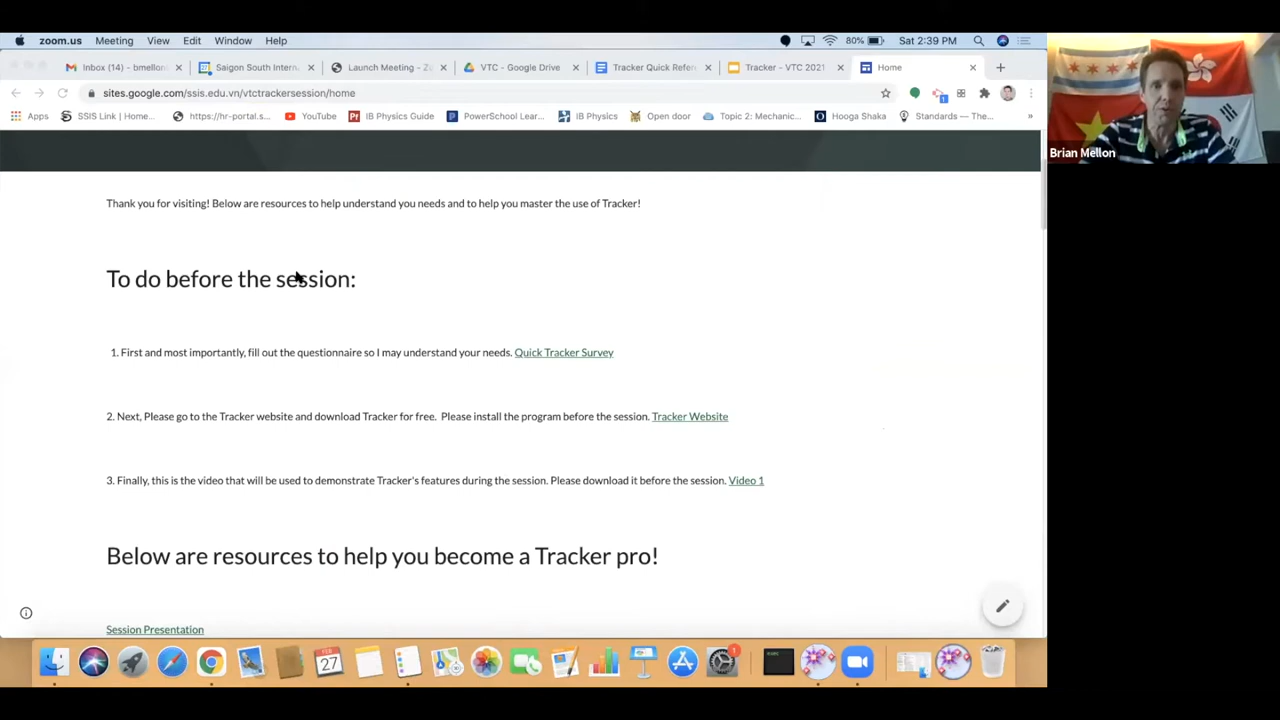 zoom.us Meeting View Edit Window Help 80% Sat 2:39 PM
Inbox (14) - bmellon Saigon South Intern. Launch Meeting - Zo VTC - Google Drive Tracker Quick Refen Tracker - VTC 2021 Home
sites.google.com/ssis.edu.vn/vtctrackersession/home
Apps SSIS Link | Home... https://hr-portal.s... YouTube IB Physics Guide PowerSchool Lear... IB Physics Open door Topic 2: Mechanic... Hooga Shaka Standards — The...
Brian Mellon
Thank you for visiting! Below are resources to help understand you needs and to help you master the use of Tracker!
To do before the session:
1. First and most importantly, fill out the questionnaire so I may understand your needs. Quick Tracker Survey
2. Next, Please go to the Tracker website and download Tracker for free. Please install the program before the session. Tracker Website
3. Finally, this is the video that will be used to demonstrate Tracker's features during the session. Please download it before the session. Video 1
Below are resources to help you become a Tracker pro!
Session Presentation
27